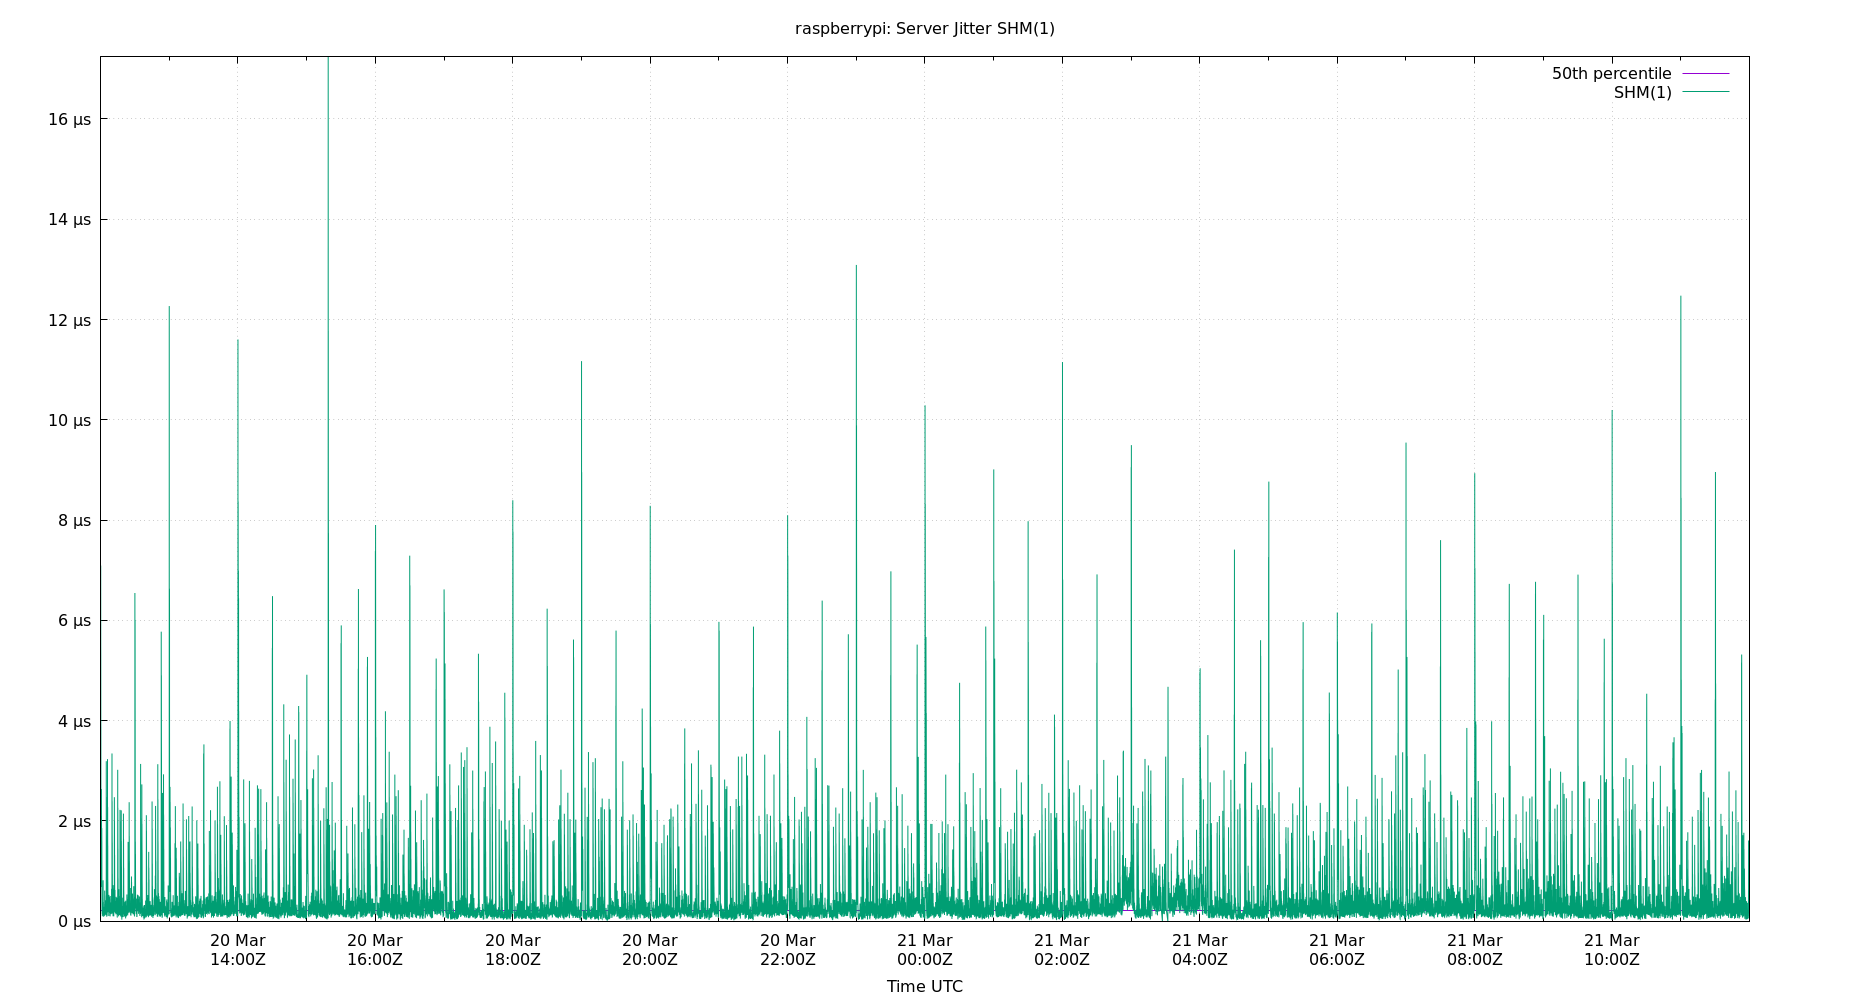 raspberrypi: Server Jitter SHM(1)
50th percentile
SHM(1)
16 µs
14 µs
12 µs
10 µs
8 µs
6 µs
4 µs
2 µs
0 µs
20 Mar 20 Mar 20 Mar 20 Mar 20 Mar 21 Mar 21 Mar 21 Mar 21 Mar 21 Mar 21 Mar
14:00Z 16:00Z 18:00Z 20:00Z 22:00Z 00:00Z 02:00Z 04:00Z 06:00Z 08:00Z 10:00Z
Time UTC